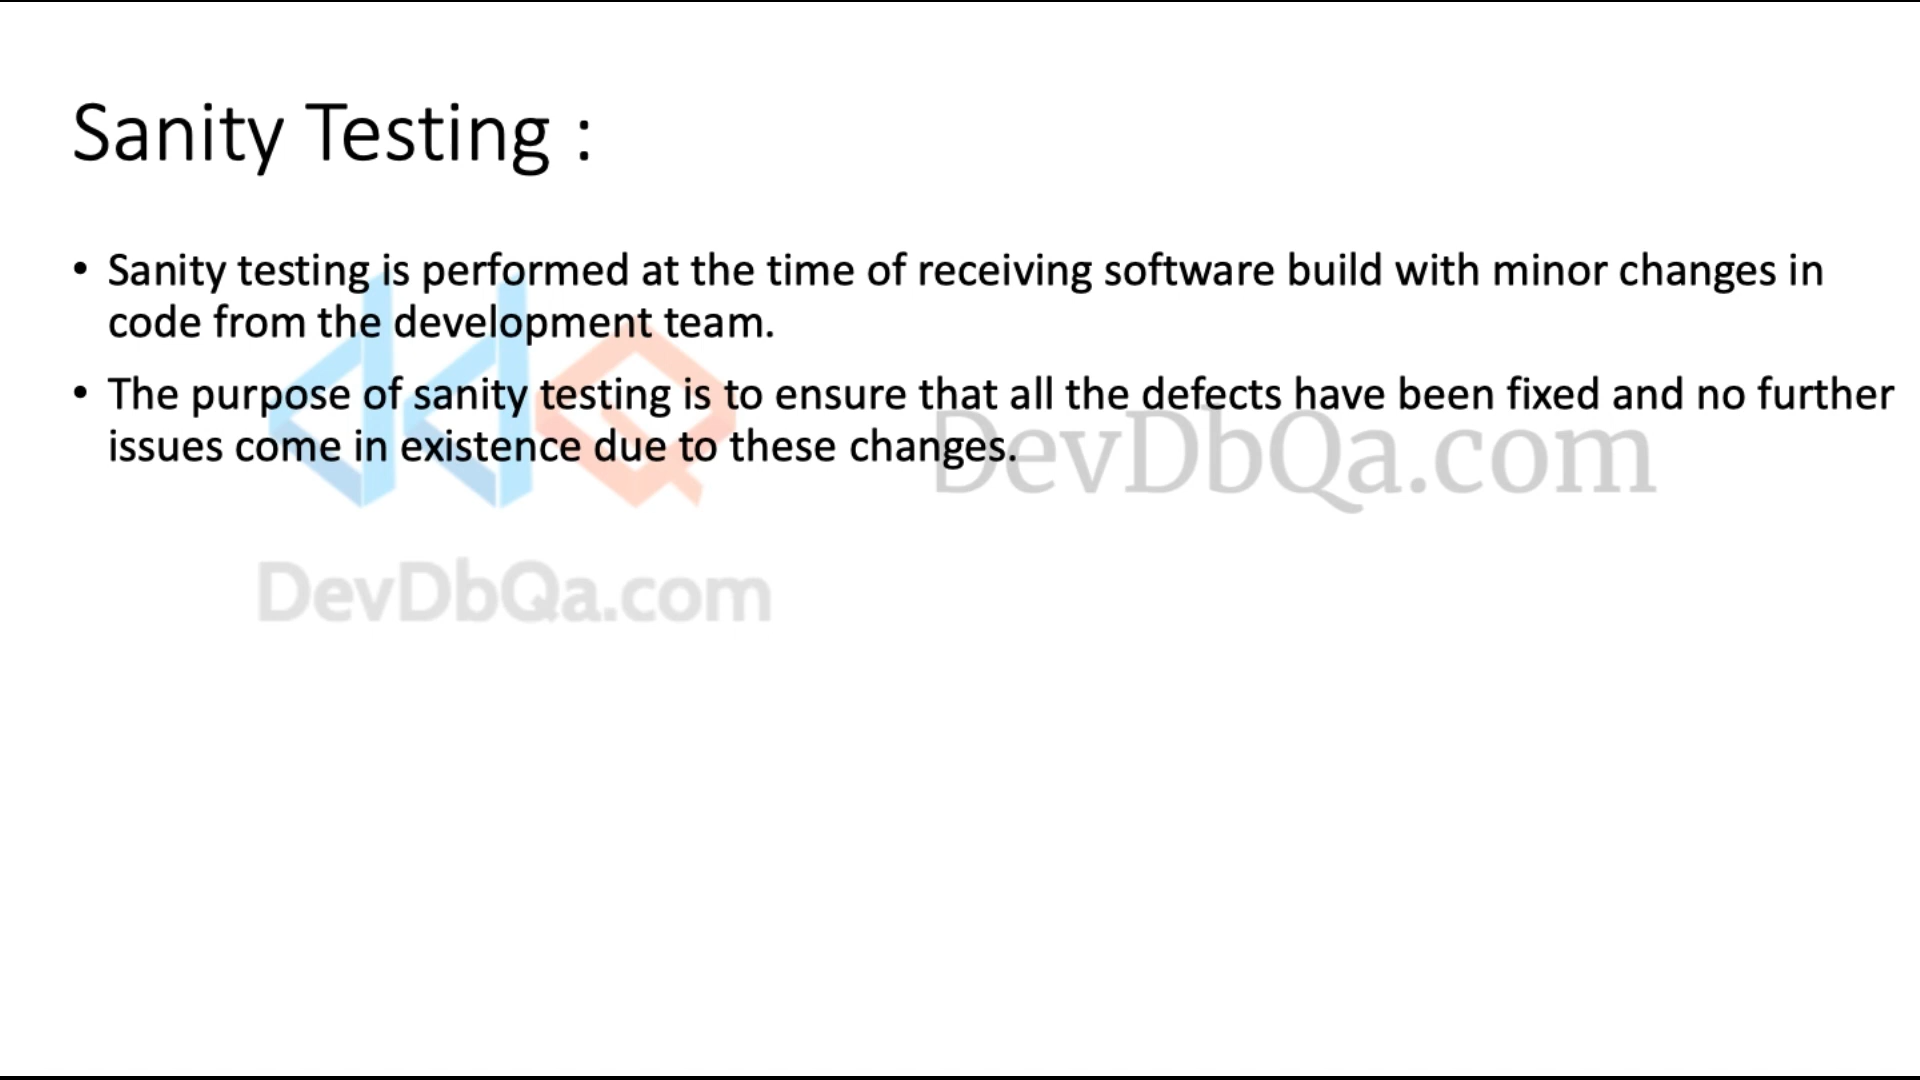 Sanity Testing :
• Sanity testing is performed at the time of receiving software build with minor changes in
code from the development team.
• The purpose of sanity testing is to ensure that all the defects have been fixed and no further
issues come in existence due to these changes.
DevDbQa.com
DevDbQa.com